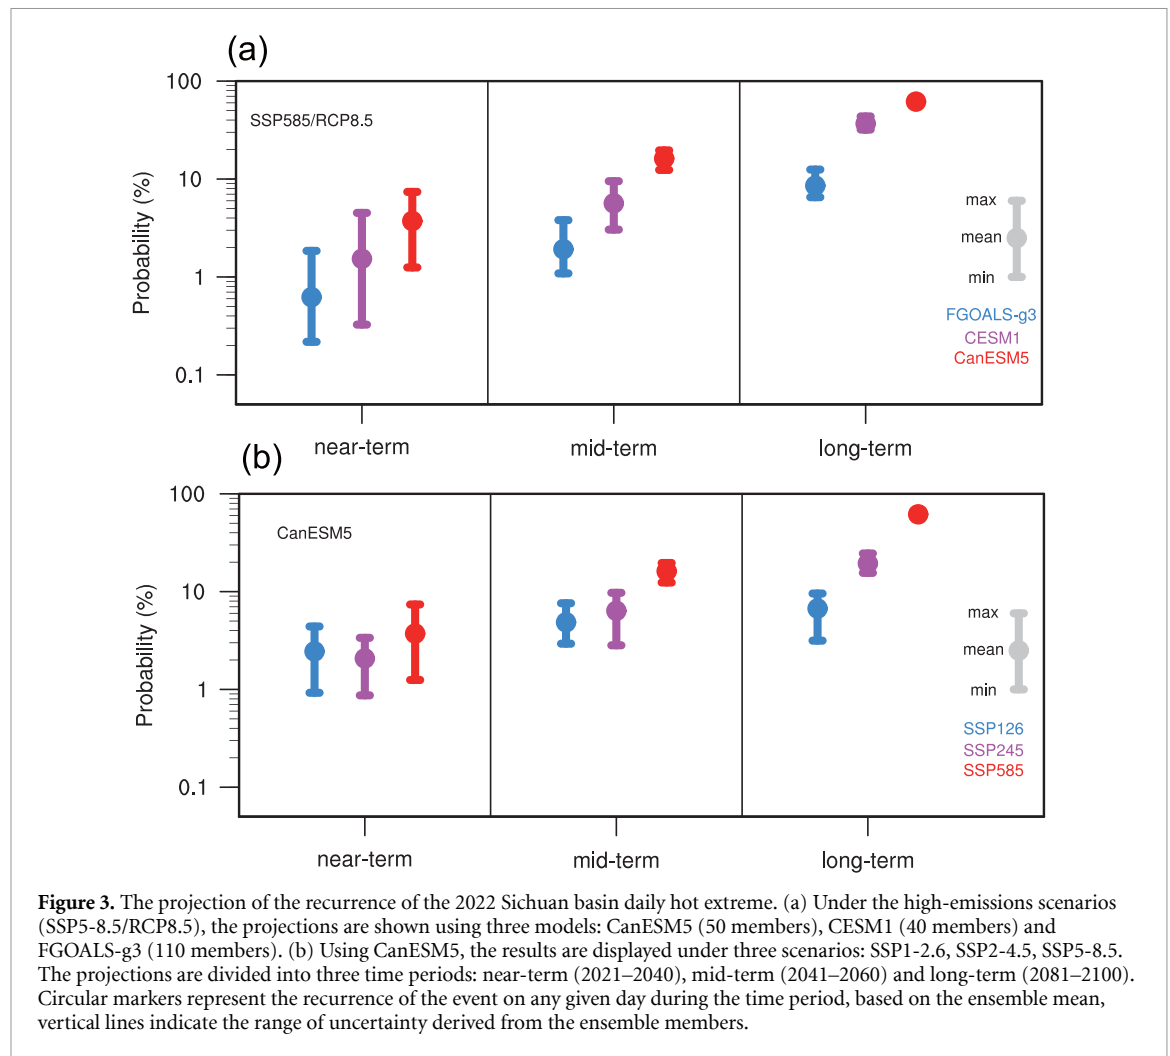 (a)
100
10
1
0.1
Probability (%)
SSP585/RCP8.5
max
mean
min
FGOALS-g3
CESM1
CanESM5
near-term
mid-term
long-term
(b)
100
10
1
0.1
Probability (%)
CanESM5
max
mean
min
SSP126
SSP245
SSP585
near-term
mid-term
long-term
Figure 3. The projection of the recurrence of the 2022 Sichuan basin daily hot extreme. (a) Under the high-emissions scenarios
(SSP5-8.5/RCP8.5), the projections are shown using three models: CanESM5 (50 members), CESM1 (40 members) and
FGOALS-g3 (110 members). (b) Using CanESM5, the results are displayed under three scenarios: SSP1-2.6, SSP2-4.5, SSP5-8.5.
The projections are divided into three time periods: near-term (2021–2040), mid-term (2041–2060) and long-term (2081–2100).
Circular markers represent the recurrence of the event on any given day during the time period, based on the ensemble mean,
vertical lines indicate the range of uncertainty derived from the ensemble members.